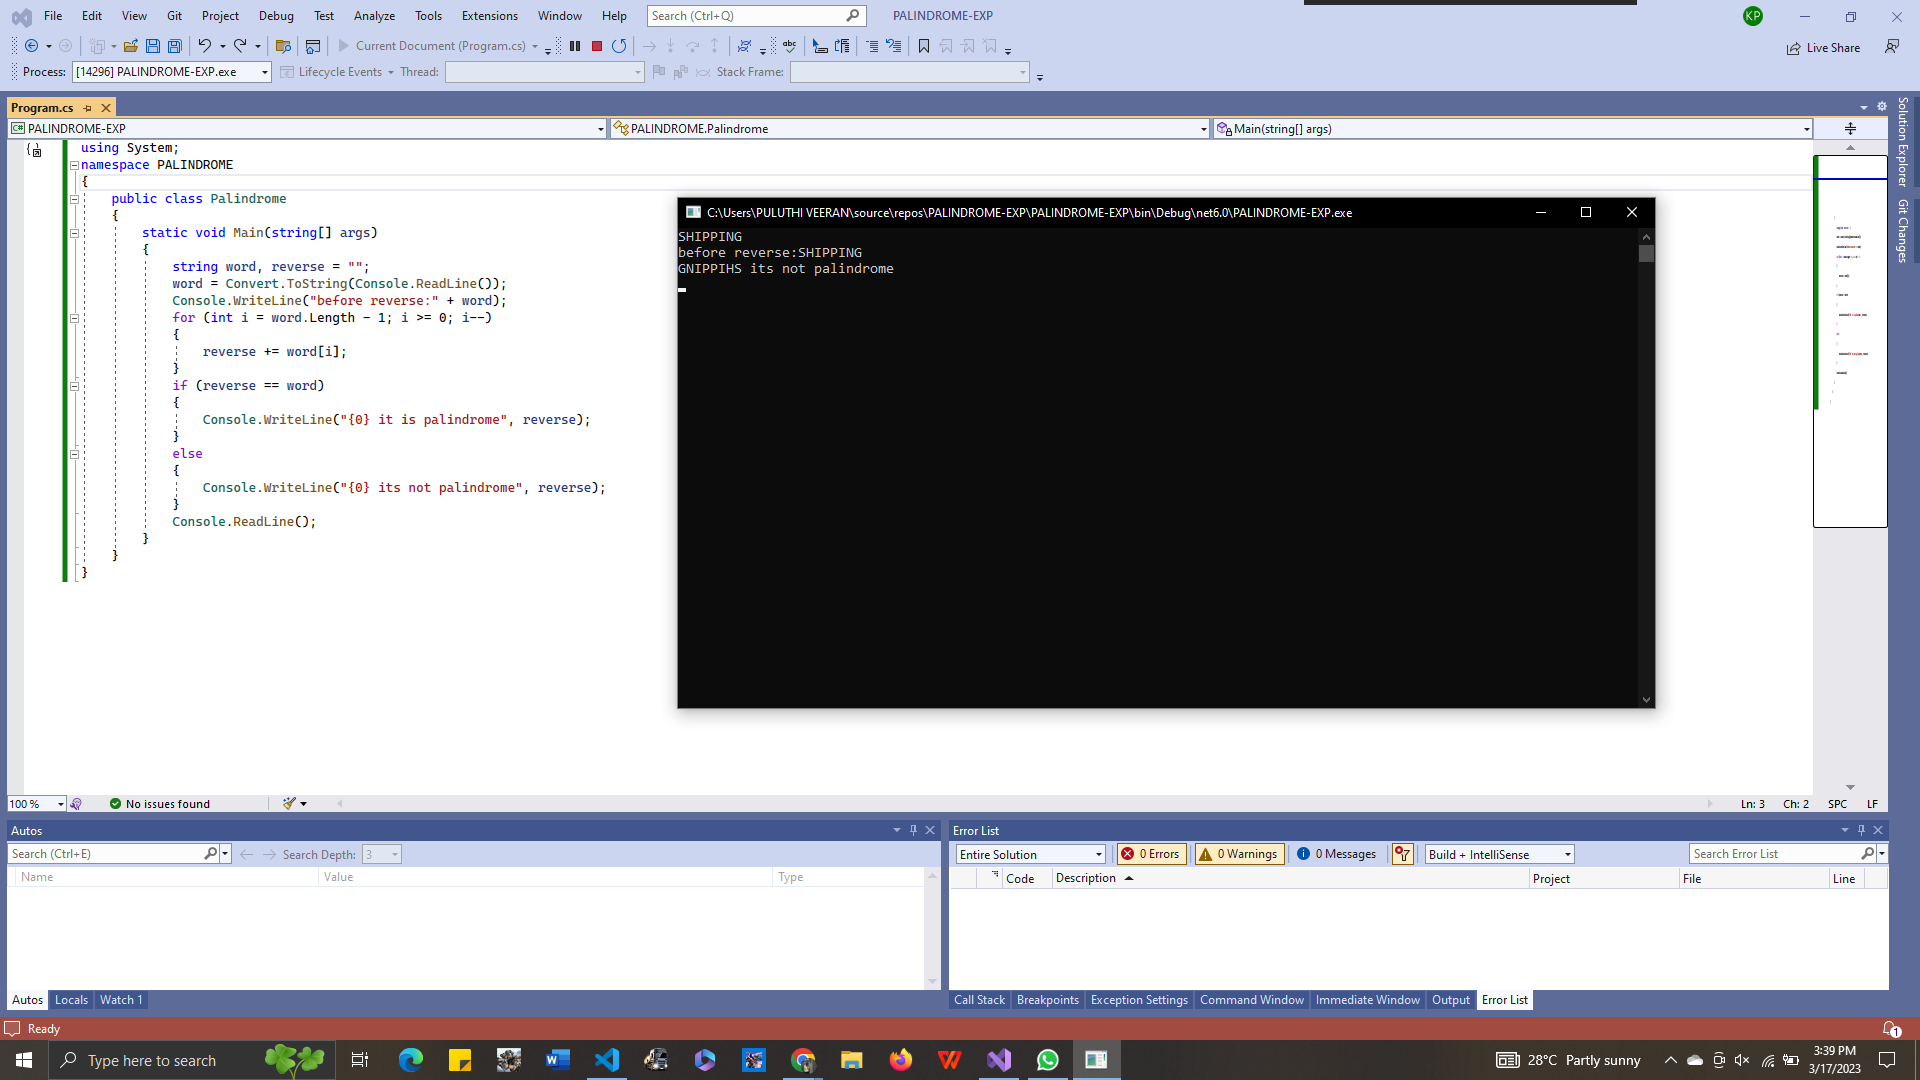 File Edit View Git Project Debug Test Analyze Tools Extensions Window Help Search (Ctrl+Q) PALINDROME-EXP KP
Current Document (Program.cs) Live Share
Process: [14296] PALINDROME-EXP.exe Lifecycle Events Thread: Stack Frame:
Program.cs
PALINDROME-EXP PALINDROME.Palindrome Main(string[] args)
Solution Explorer
Git Changes
using System;
namespace PALINDROME
{
public class Palindrome
{
static void Main(string[] args)
{
string word, reverse = "";
word = Convert.ToString(Console.ReadLine());
Console.WriteLine("before reverse:" + word);
for (int i = word.Length - 1; i >= 0; i--)
{
reverse += word[i];
}
if (reverse == word)
{
Console.WriteLine("{0} it is palindrome", reverse);
}
else
{
Console.WriteLine("{0} its not palindrome", reverse);
}
Console.ReadLine();
}
}
}
C:\Users\PULUTHI VEERAN\source\repos\PALINDROME-EXP\PALINDROME-EXP\bin\Debug\net6.0\PALINDROME-EXP.exe
SHIPPING
before reverse:SHIPPING
GNIPPIHS its not palindrome
100 % No issues found Ln: 3 Ch: 2 SPC LF
Autos
Search (Ctrl+E) Search Depth: 3
Name Value Type
Autos Locals Watch 1
Error List
Entire Solution 0 Errors 0 Warnings 0 Messages Build + IntelliSense Search Error List
Code Description Project File Line
Call Stack Breakpoints Exception Settings Command Window Immediate Window Output Error List
Ready 1
Type here to search 28°C Partly sunny 3:39 PM
3/17/2023